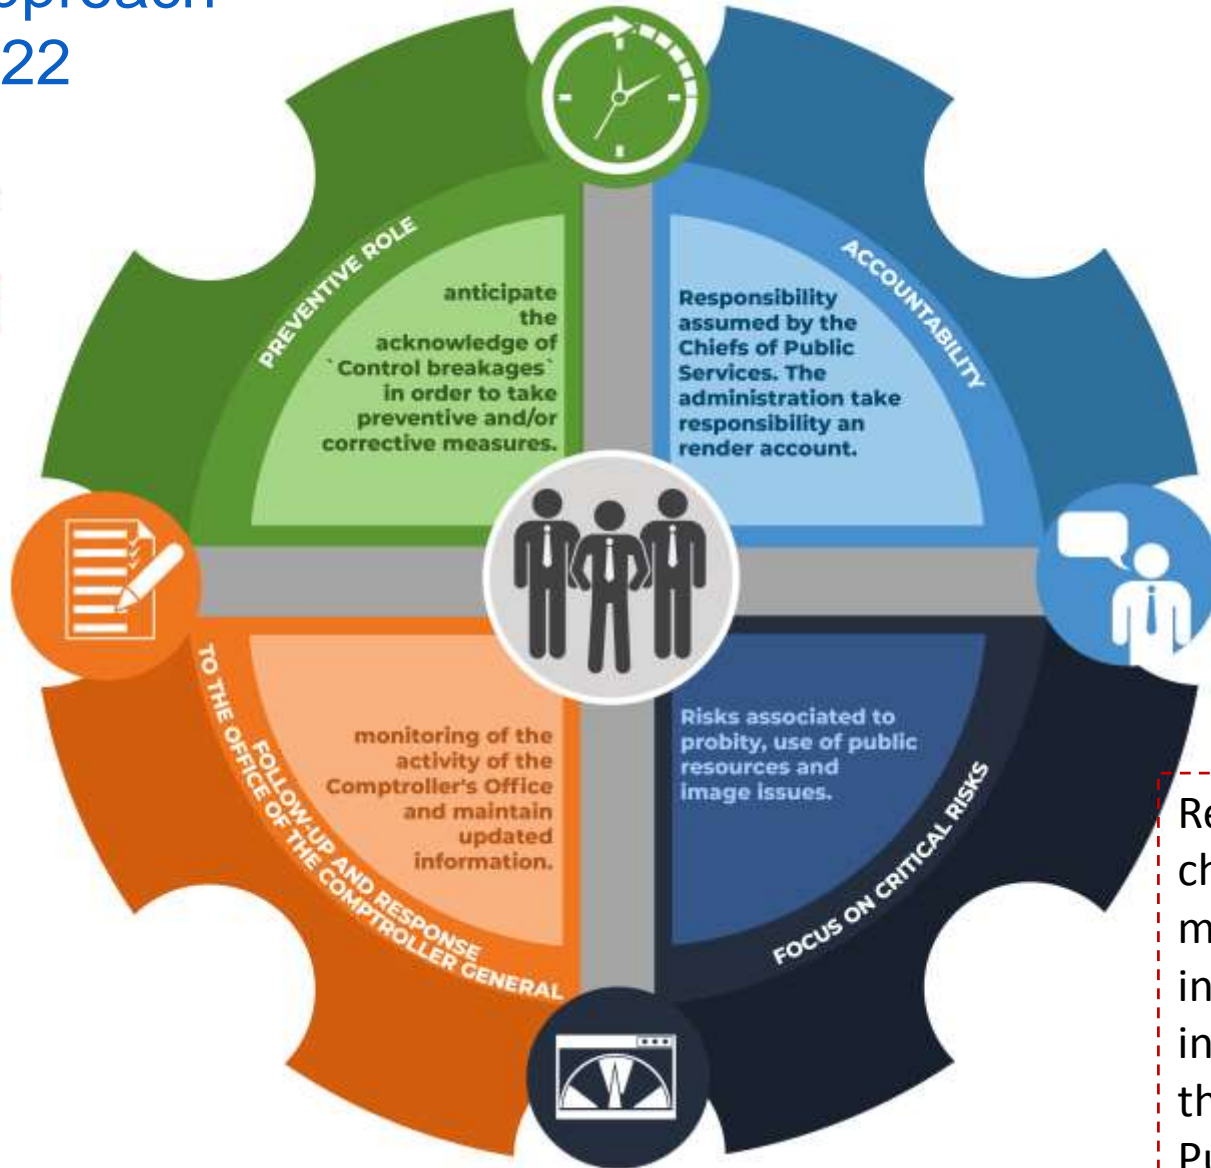 22
PREVENTIVE ROLE
anticipate
the
acknowledge of
`Control breakages`
in order to take
preventive and/or
corrective measures.
ACCOUNTABILITY
Responsibility
assumed by the
Chiefs of Public
Services. The
administration take
responsibility an
render account.
FOLLOW-UP AND RESPONSE
TO THE OFFICE OF THE COMPTROLLER GENERAL
monitoring of the
activity of the
Comptroller's Office
and maintain
updated
information.
Risks associated to
probity, use of public
resources and
image issues.
FOCUS ON CRITICAL RISKS